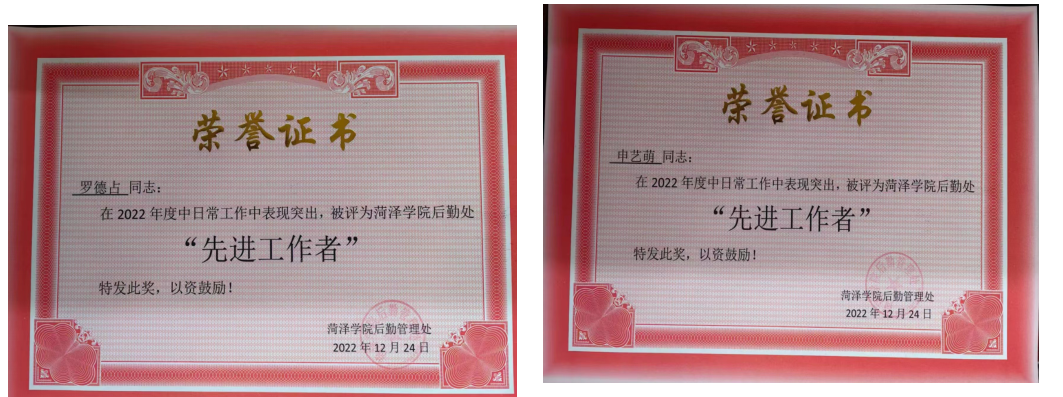 荣誉证书
罗德占 同志：
在 2022 年度中日常工作中表现突出，被评为菏泽学院后勤处
“先进工作者”
特发此奖，以资鼓励！
菏泽学院后勤管理处
2022 年 12 月 24 日
荣誉证书
申艺萌 同志：
在 2022 年度中日常工作中表现突出，被评为菏泽学院后勤处
“先进工作者”
特发此奖，以资鼓励！
菏泽学院后勤管理处
2022 年 12 月 24 日